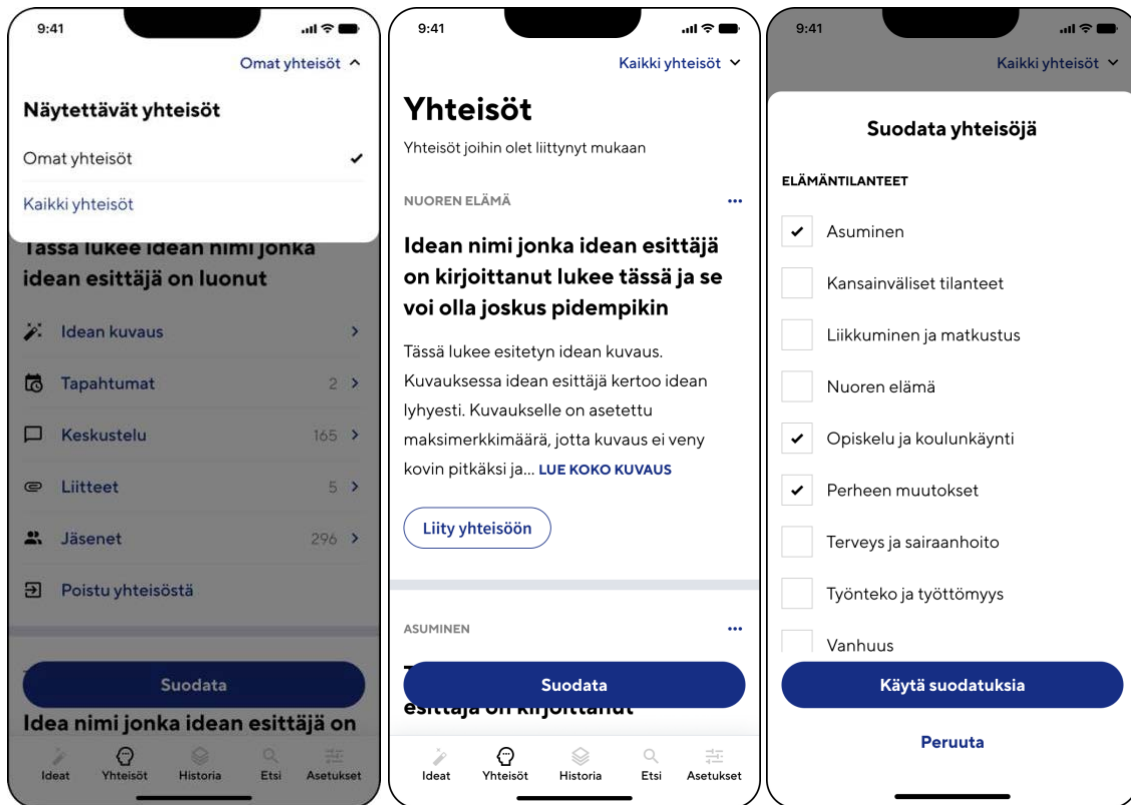 9:41
Omat yhteisöt
Näytettävät yhteisöt
Omat yhteisöt
Kaikki yhteisöt
Tässä lukee idean nimi jonka
idean esittäjä on luonut
Idean kuvaus
Tapahtumat 2
Keskustelu 165
Liitteet 5
Jäsenet 296
Poistu yhteisöstä
Suodata
Idea nimi jonka idean esittäjä on
Ideat Yhteisöt Historia Etsi Asetukset
9:41
Kaikki yhteisöt
Yhteisöt
Yhteisöt joihin olet liittynyt mukaan
NUOREN ELÄMÄ
Idean nimi jonka idean esittäjä
on kirjoittanut lukee tässä ja se
voi olla joskus pidempikin
Tässä lukee esitetyn idean kuvaus.
Kuvauksessa idean esittäjä kertoo idean
lyhyesti. Kuvaukselle on asetettu
maksimerkkimäärä, jotta kuvaus ei veny
kovin pitkäksi ja... LUE KOKO KUVAUS
Liity yhteisöön
ASUMINEN
Suodata
esittäjä on kirjoittanut
Ideat Yhteisöt Historia Etsi Asetukset
9:41
Kaikki yhteisöt
Suodata yhteisöjä
ELÄMÄNTILANTEET
Asuminen
Kansainväliset tilanteet
Liikkuminen ja matkustus
Nuoren elämä
Opiskelu ja koulunkäynti
Perheen muutokset
Terveys ja sairaanhoito
Työnteko ja työttömyys
Vanhuus
Käytä suodatuksia
Peruuta